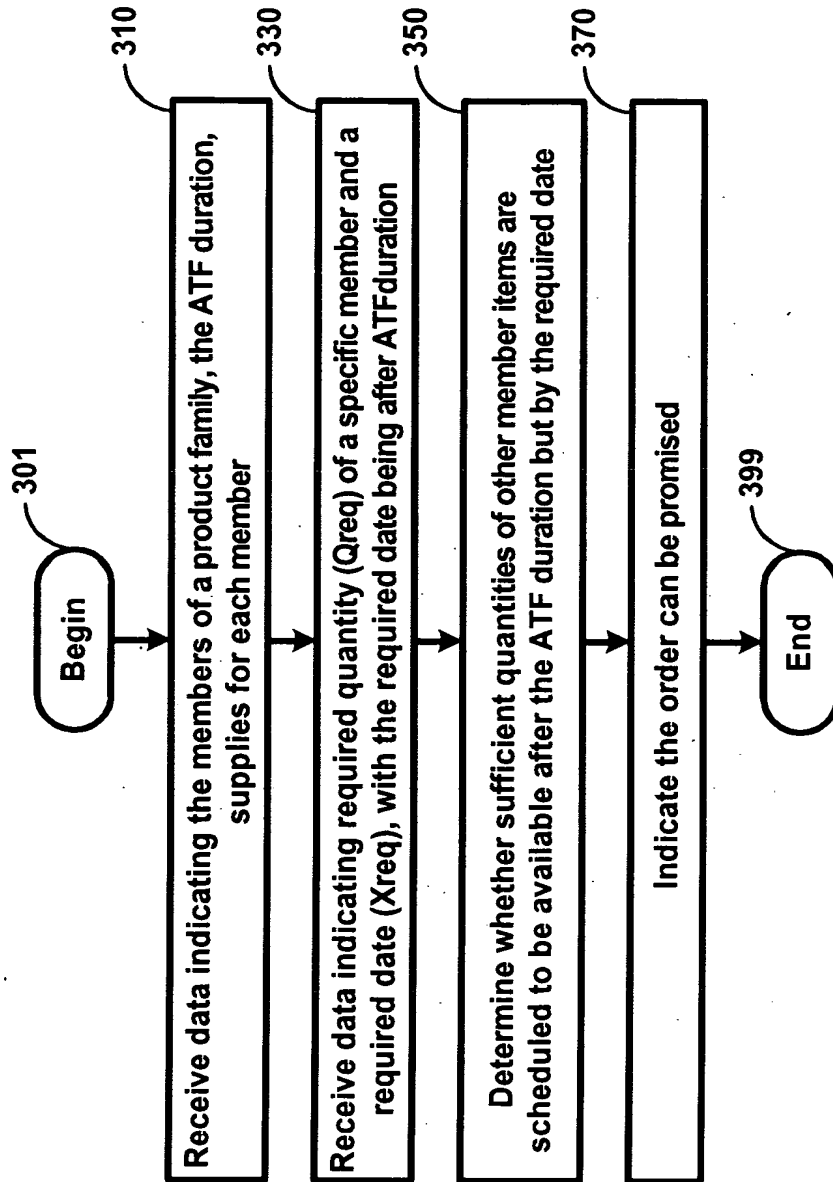 301
Begin
310
Receive data indicating the members of a product family, the ATF duration,
supplies for each member
330
Receive data indicating required quantity (Qreq) of a specific member and a
required date (Xreq), with the required date being after ATFduration
350
Determine whether sufficient quantities of other member items are
scheduled to be available after the ATF duration but by the required date
370
Indicate the order can be promised
399
End